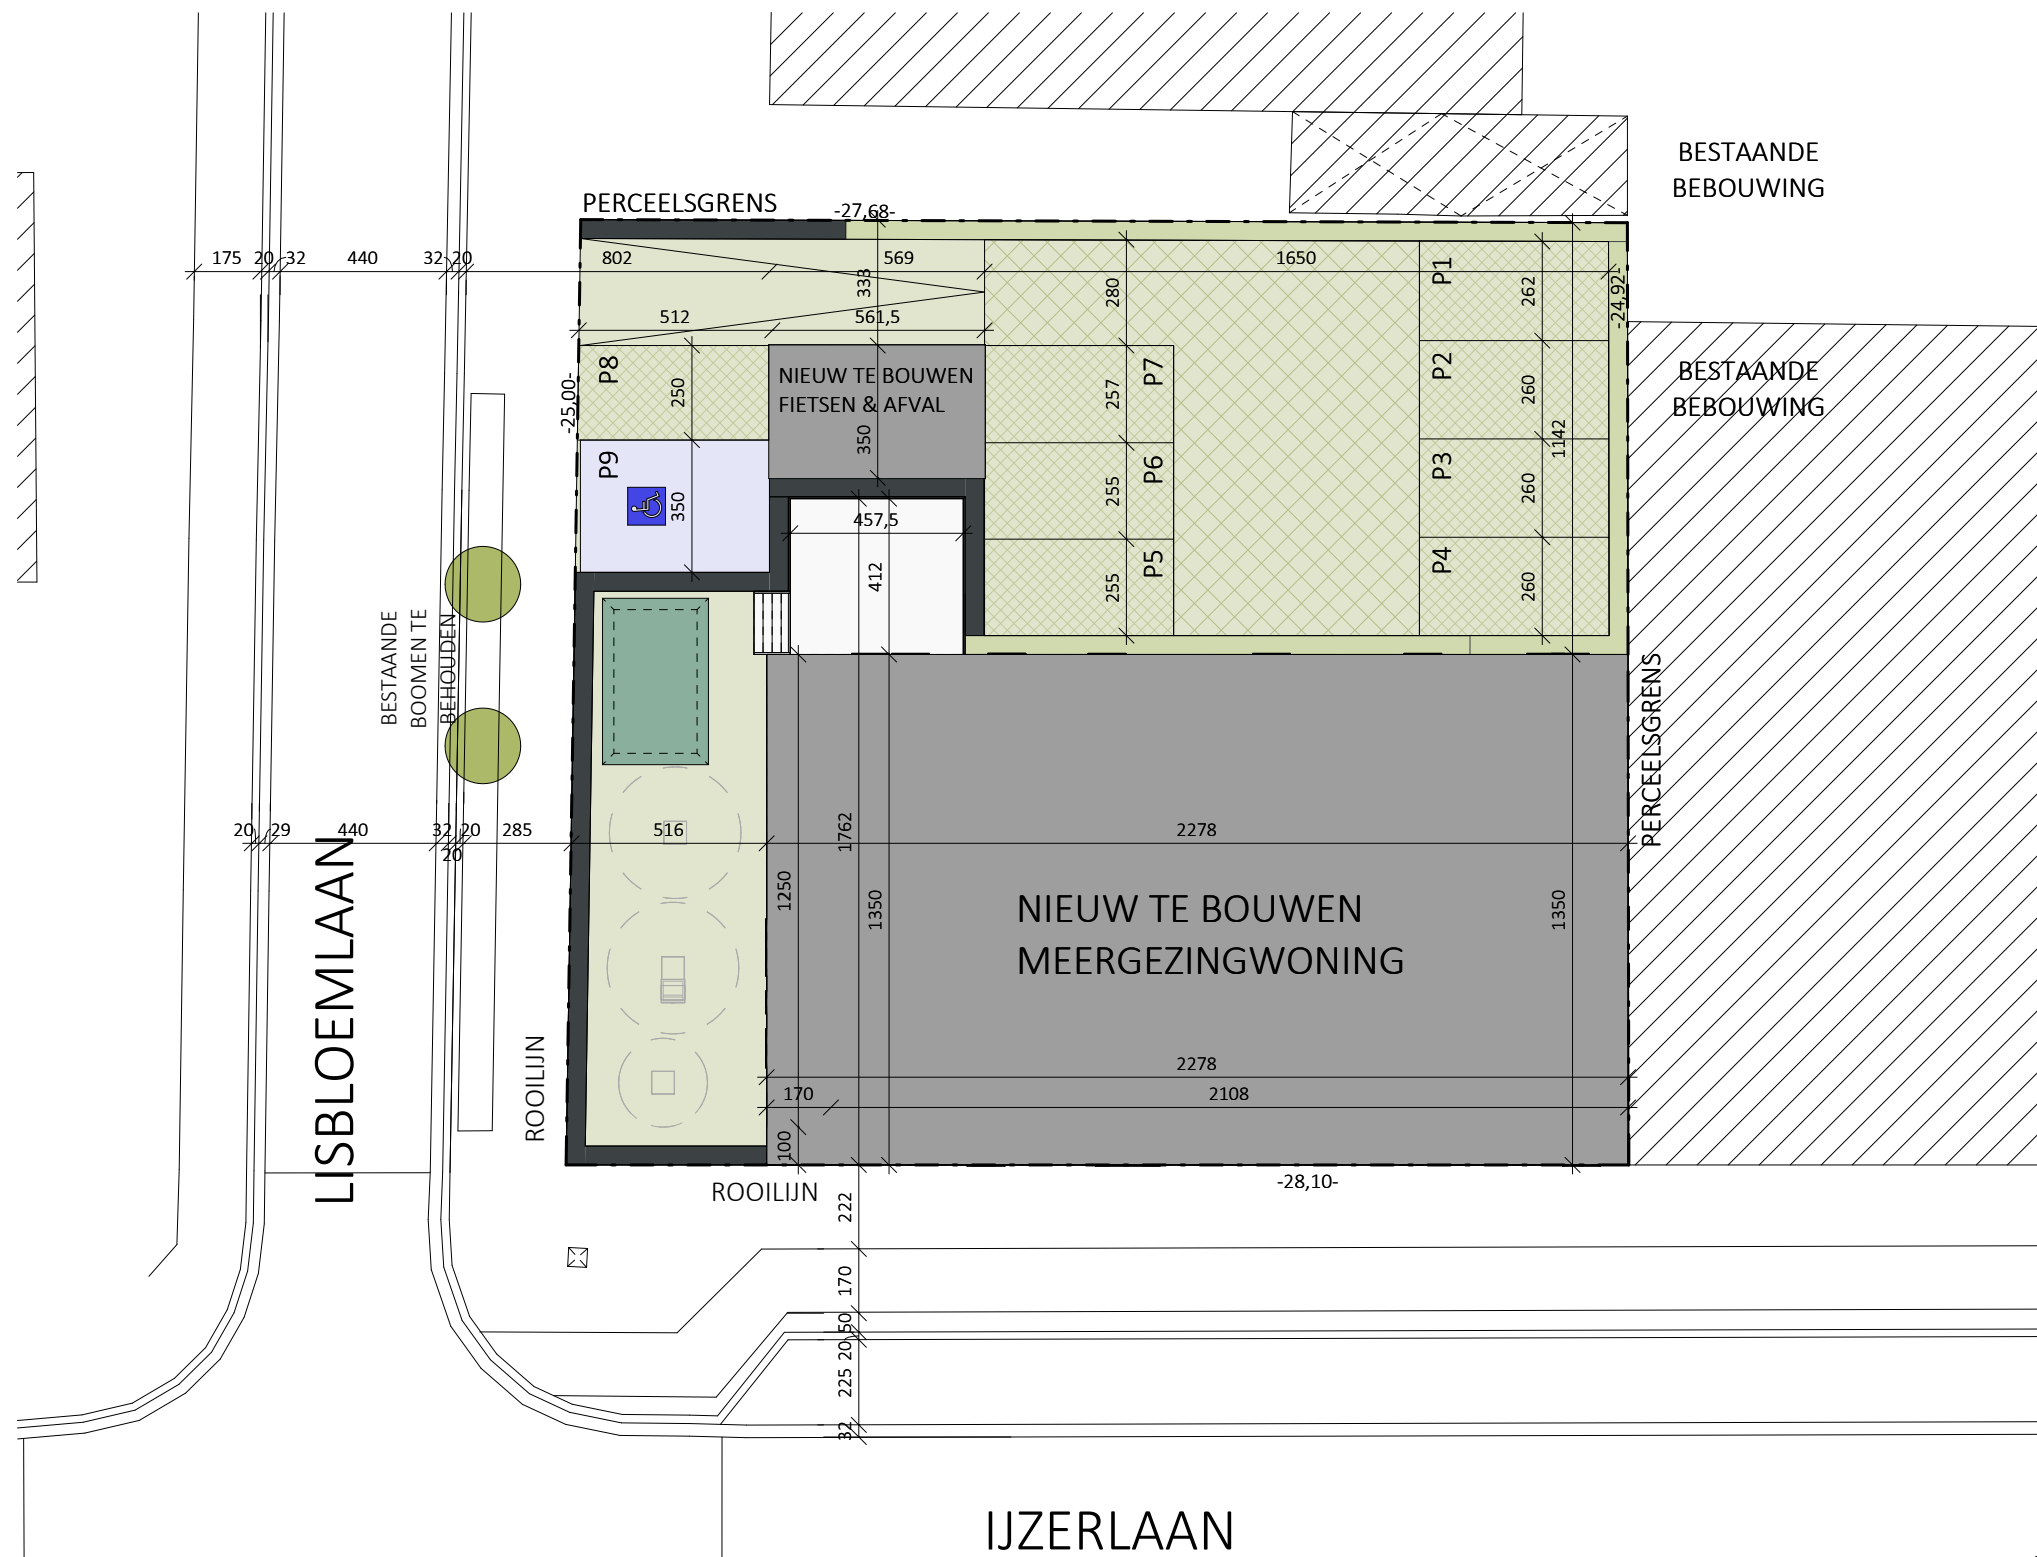 BESTAANDE
BEBOUWING
PERCEELSGRENS
-27,68-
175
20
32
440
32
20
802
569
1650
333
280
P1
262
-24,92-
512
561,5
P8
250
-25,00-
NIEUW TE BOUWEN
FIETSEN & AFVAL
350
P7
257
P2
260
1142
BESTAANDE
BEBOUWING
P9
350
457,5
412
P6
255
P3
260
P5
255
P4
260
BESTAANDE
BOOMEN TE
BEHOUDEN
PERCEELSGRENS
20
29
440
32
20
20
285
516
1762
2278
1250
1350
1350
NIEUW TE BOUWEN
MEERGEZINGWONING
LISBLOEMLAAN
ROOILIJN
2278
170
2108
100
ROOILIJN
-28,10-
222
170
50
20
225
32
IJZERLAAN